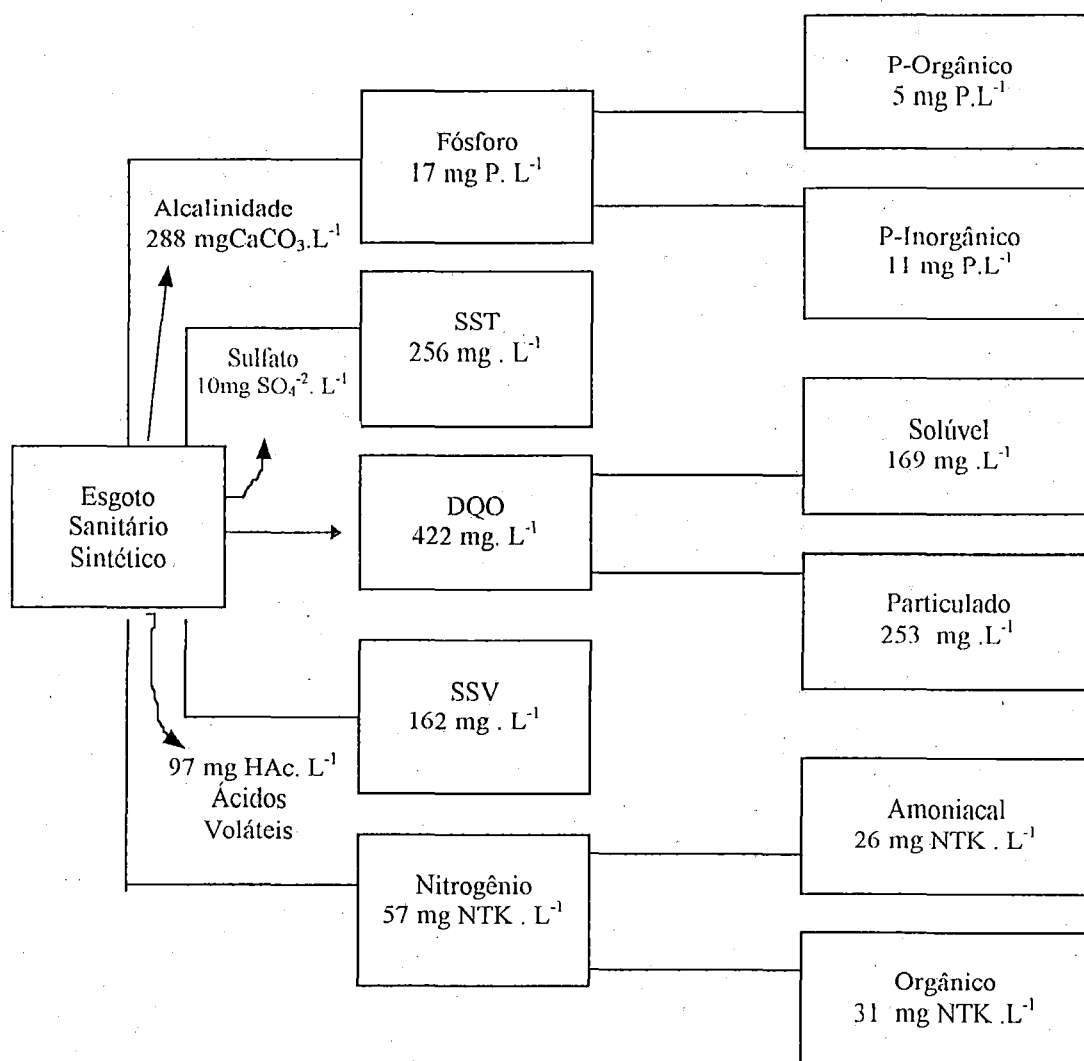 P-Orgânico
5 mg P.L⁻¹
Fósforo
17 mg P. L⁻¹
Alcalinidade
288 mgCaCO₃.L⁻¹
P-Inorgânico
11 mg P.L⁻¹
SST
256 mg . L⁻¹
Sulfato
10mg SO₄⁻². L⁻¹
Solúvel
169 mg .L⁻¹
Esgoto
Sanitário
Sintético
DQO
422 mg. L⁻¹
Particulado
253 mg .L⁻¹
SSV
162 mg . L⁻¹
97 mg HAc. L⁻¹
Ácidos
Voláteis
Amoniacal
26 mg NTK . L⁻¹
Nitrogênio
57 mg NTK . L⁻¹
Orgânico
31 mg NTK .L⁻¹